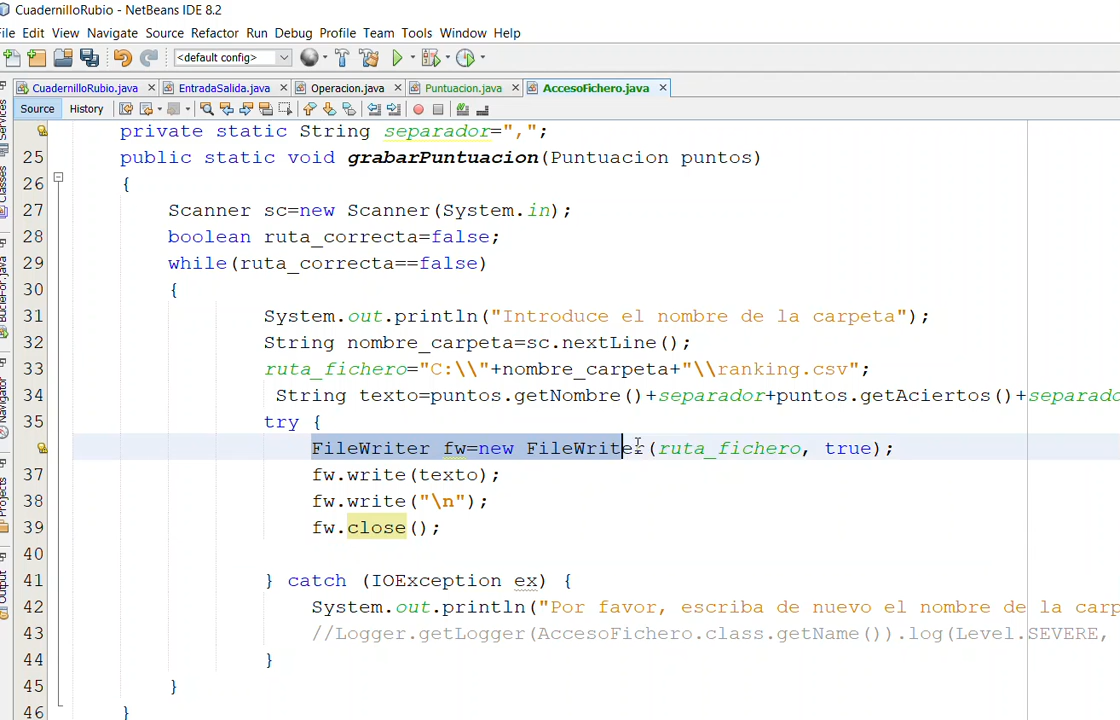 CuadernilloRubio - NetBeans IDE 8.2
File Edit View Navigate Source Refactor Run Debug Profile Team Tools Window Help
<default config>
CuadernilloRubio.java EntradaSalida.java Operacion.java Puntuacion.java AccesoFichero.java
Source History
Services
Classes
BucleFor.java
Navigator
Projects
Output
private static String separador=",";
25 public static void grabarPuntuacion(Puntuacion puntos)
26 {
27 Scanner sc=new Scanner(System.in);
28 boolean ruta_correcta=false;
29 while(ruta_correcta==false)
30 {
31 System.out.println("Introduce el nombre de la carpeta");
32 String nombre_carpeta=sc.nextLine();
33 ruta_fichero="C:\\"+nombre_carpeta+"\\ranking.csv";
34 String texto=puntos.getNombre()+separador+puntos.getAciertos()+separado
35 try {
FileWriter fw=new FileWriter(ruta_fichero, true);
37 fw.write(texto);
38 fw.write("\n");
39 fw.close();
40
41 } catch (IOException ex) {
42 System.out.println("Por favor, escriba de nuevo el nombre de la carp
43 //Logger.getLogger(AccesoFichero.class.getName()).log(Level.SEVERE,
44 }
45 }
46 }